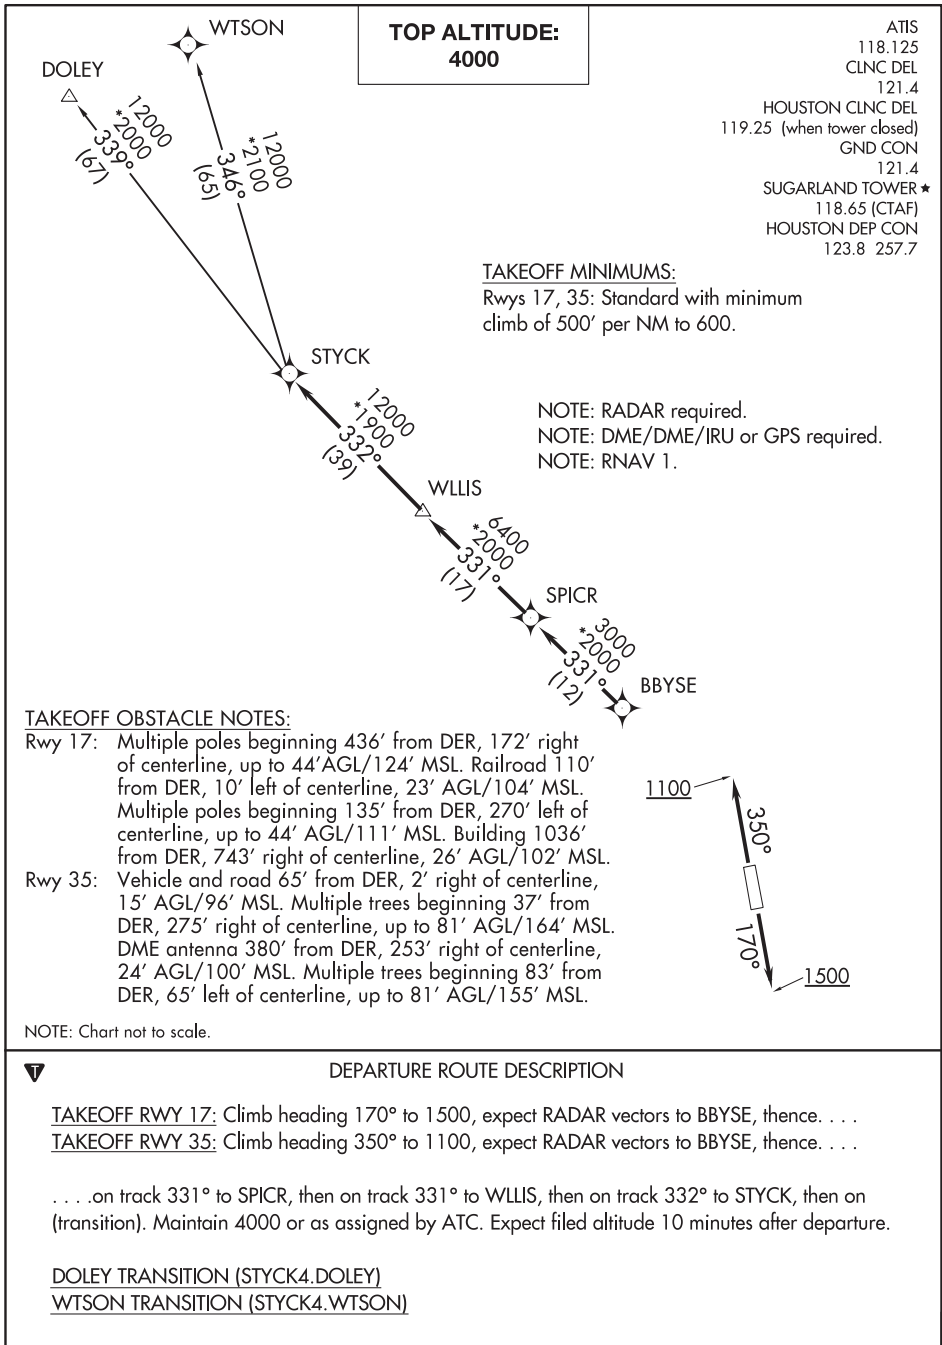 TOP ALTITUDE:
4000
ATIS
118.125
CLNC DEL
121.4
HOUSTON CLNC DEL
119.25 (when tower closed)
GND CON
121.4
SUGARLAND TOWER ★
118.65 (CTAF)
HOUSTON DEP CON
123.8 257.7
WTSON
DOLEY
12000
*2000
339°
(67)
12000
*2100
346°
(65)
TAKEOFF MINIMUMS:
Rwys 17, 35: Standard with minimum
climb of 500′ per NM to 600.
STYCK
12000
*1900
332°
(39)
NOTE: RADAR required.
NOTE: DME/DME/IRU or GPS required.
NOTE: RNAV 1.
WLLIS
6400
*2000
331°
(17)
SPICR
3000
*2000
331°
(12)
BBYSE
TAKEOFF OBSTACLE NOTES:
Rwy 17: Multiple poles beginning 436′ from DER, 172′ right
of centerline, up to 44′AGL/124′ MSL. Railroad 110′
from DER, 10′ left of centerline, 23′ AGL/104′ MSL.
Multiple poles beginning 135′ from DER, 270′ left of
centerline, up to 44′ AGL/111′ MSL. Building 1036′
from DER, 743′ right of centerline, 26′ AGL/102′ MSL.
Rwy 35: Vehicle and road 65′ from DER, 2′ right of centerline,
15′ AGL/96′ MSL. Multiple trees beginning 37′ from
DER, 275′ right of centerline, up to 81′ AGL/164′ MSL.
DME antenna 380′ from DER, 253′ right of centerline,
24′ AGL/100′ MSL. Multiple trees beginning 83′ from
DER, 65′ left of centerline, up to 81′ AGL/155′ MSL.
1100
350°
170°
1500
NOTE: Chart not to scale.
T
DEPARTURE ROUTE DESCRIPTION
TAKEOFF RWY 17: Climb heading 170° to 1500, expect RADAR vectors to BBYSE, thence. . . .
TAKEOFF RWY 35: Climb heading 350° to 1100, expect RADAR vectors to BBYSE, thence. . . .
. . . .on track 331° to SPICR, then on track 331° to WLLIS, then on track 332° to STYCK, then on
(transition). Maintain 4000 or as assigned by ATC. Expect filed altitude 10 minutes after departure.
DOLEY TRANSITION (STYCK4.DOLEY)
WTSON TRANSITION (STYCK4.WTSON)